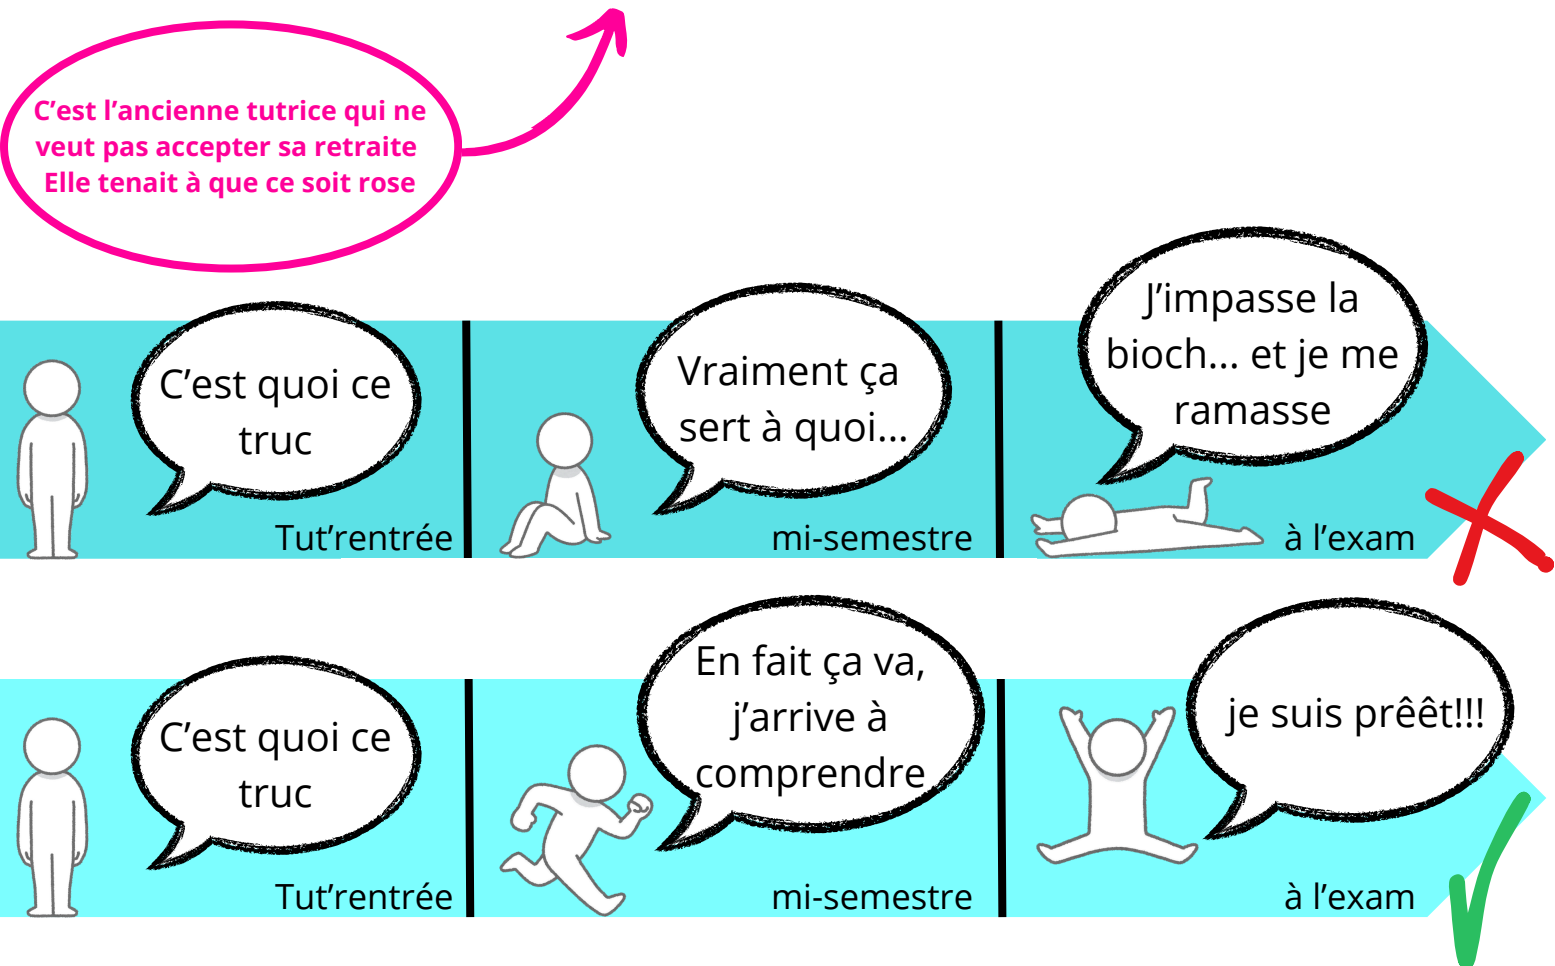 C’est l’ancienne tutrice qui ne
veut pas accepter sa retraite
Elle tenait à que ce soit rose
C’est quoi ce
truc
Tut’rentrée
Vraiment ça
sert à quoi...
mi-semestre
J’impasse la
bioch... et je me
ramasse
à l’exam
C’est quoi ce
truc
Tut’rentrée
En fait ça va,
j’arrive à
comprendre
mi-semestre
je suis prêêt!!!
à l’exam